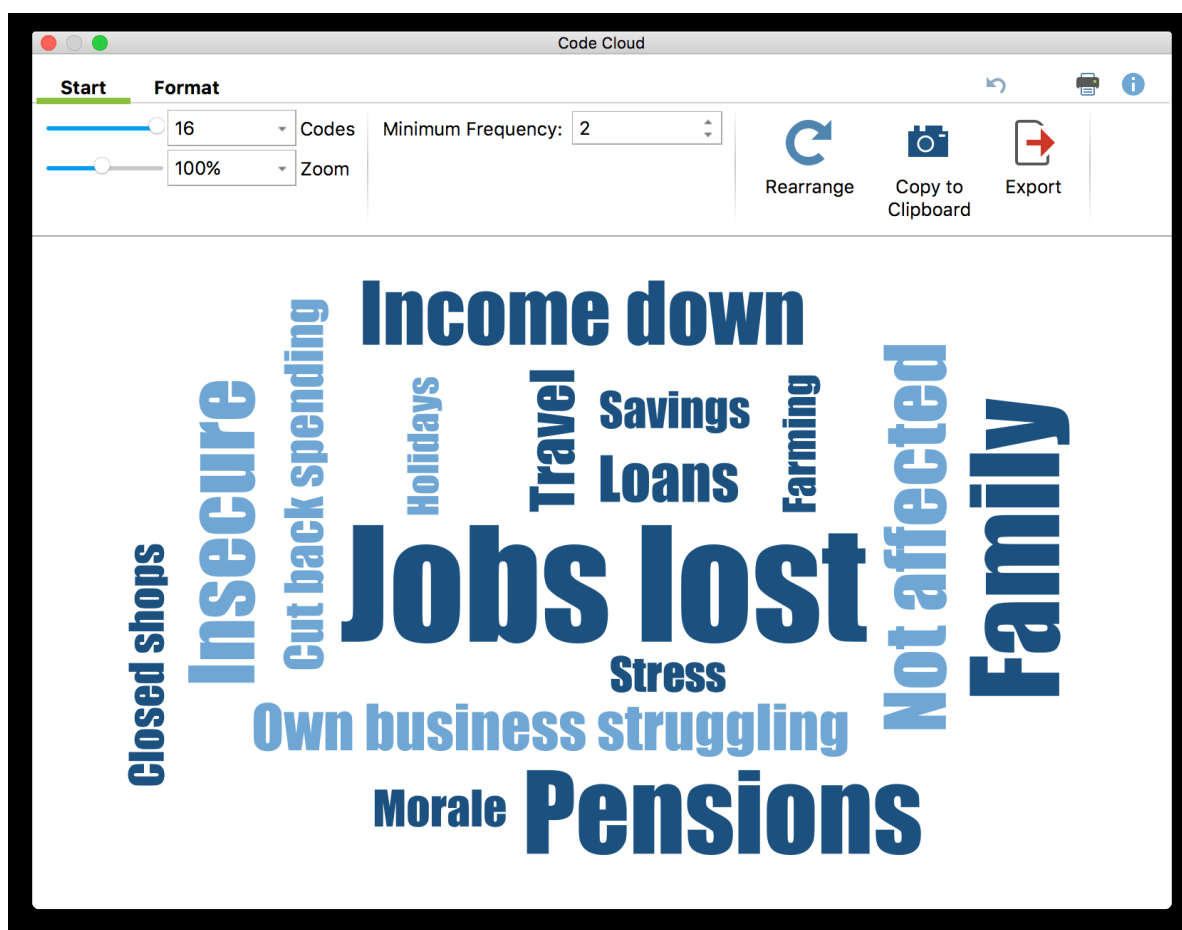 Code Cloud
Start Format
16 Codes Minimum Frequency: 2
100% Zoom
Rearrange Copy to Export
Clipboard
Income down
Cut back spending
Insecure
Holidays
Travel
Savings
Farming
Not affected
Family
Loans
Jobs lost
Closed shops
Stress
Own business struggling
Morale
Pensions